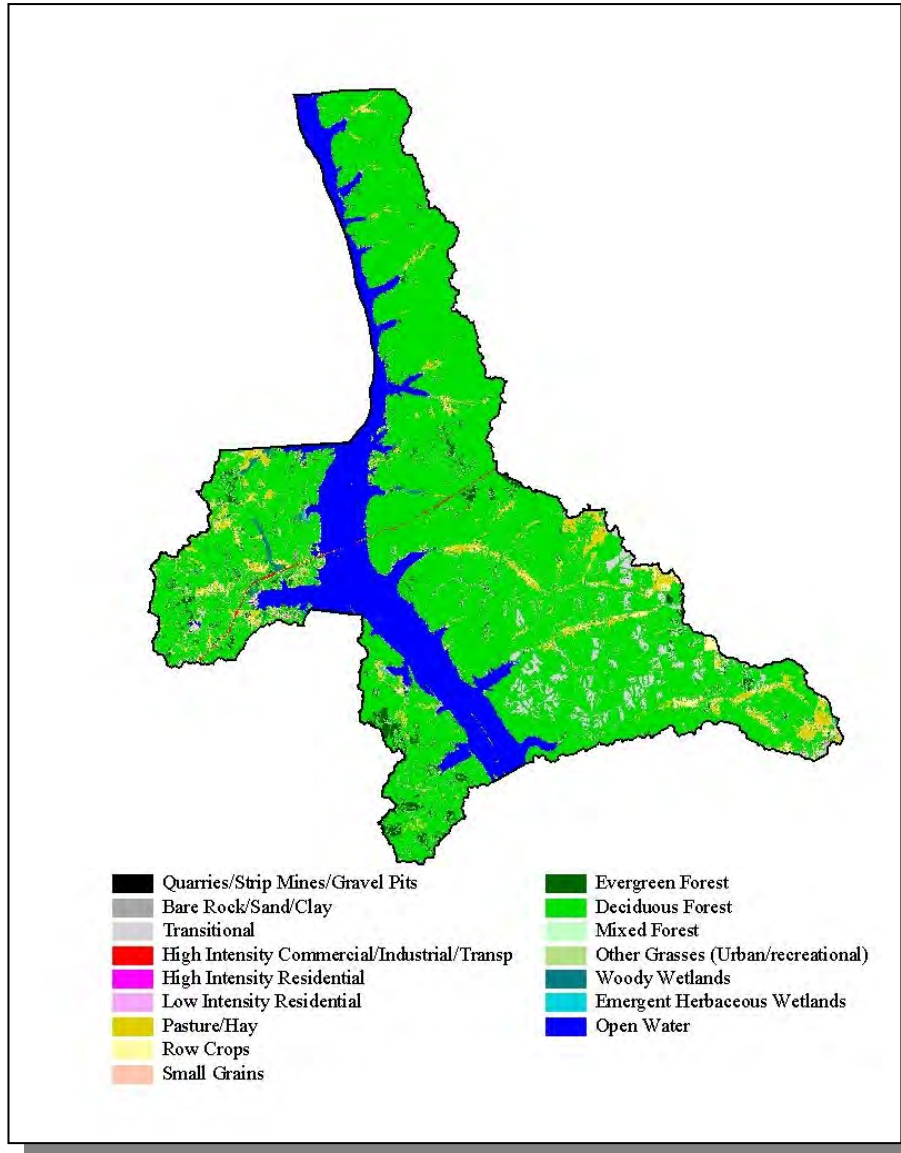 Quarries/Strip Mines/Gravel Pits
Bare Rock/Sand/Clay
Transitional
High Intensity Commercial/Industrial/Transp
High Intensity Residential
Low Intensity Residential
Pasture/Hay
Row Crops
Small Grains
Evergreen Forest
Deciduous Forest
Mixed Forest
Other Grasses (Urban/recreational)
Woody Wetlands
Emergent Herbaceous Wetlands
Open Water